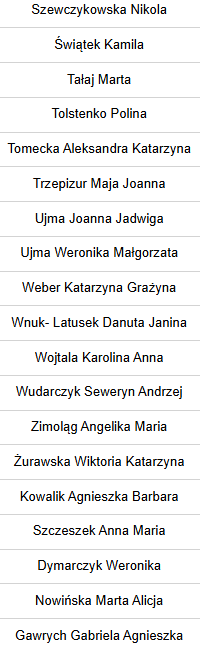 Szewczykowska Nikola
Świątek Kamila
Tałaj Marta
Tolstenko Polina
Tomecka Aleksandra Katarzyna
Trzepizur Maja Joanna
Ujma Joanna Jadwiga
Ujma Weronika Małgorzata
Weber Katarzyna Grażyna
Wnuk- Latusek Danuta Janina
Wojtala Karolina Anna
Wudarczyk Seweryn Andrzej
Zimoląg Angelika Maria
Żurawska Wiktoria Katarzyna
Kowalik Agnieszka Barbara
Szczeszek Anna Maria
Dymarczyk Weronika
Nowińska Marta Alicja
Gawrych Gabriela Agnieszka